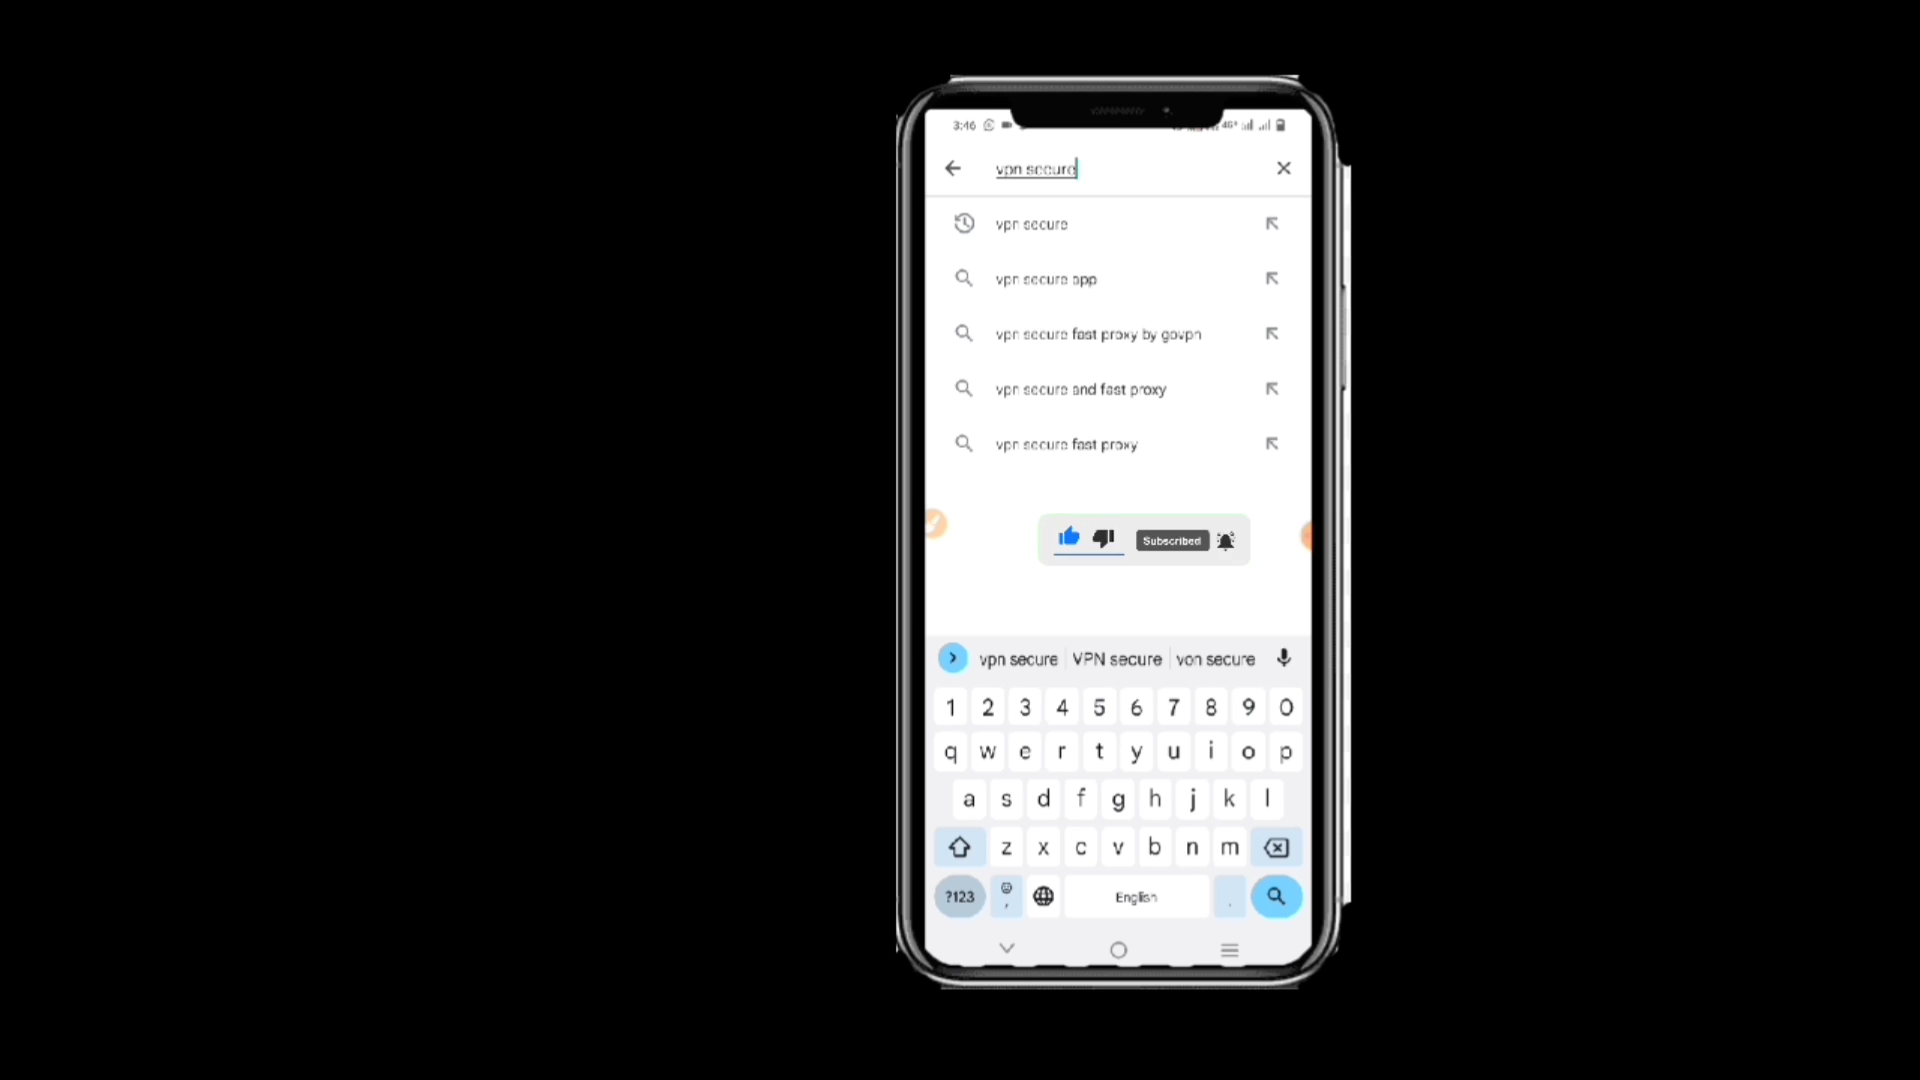 3:46
4G+
vpn secure
vpn secure
vpn secure app
vpn secure fast proxy by govpn
vpn secure and fast proxy
vpn secure fast proxy
Subscribed
vpn secure VPN secure von secure
1 2 3 4 5 6 7 8 9 0
q w e r t y u i o p
a s d f g h j k l
z x c v b n m
?123 , English .